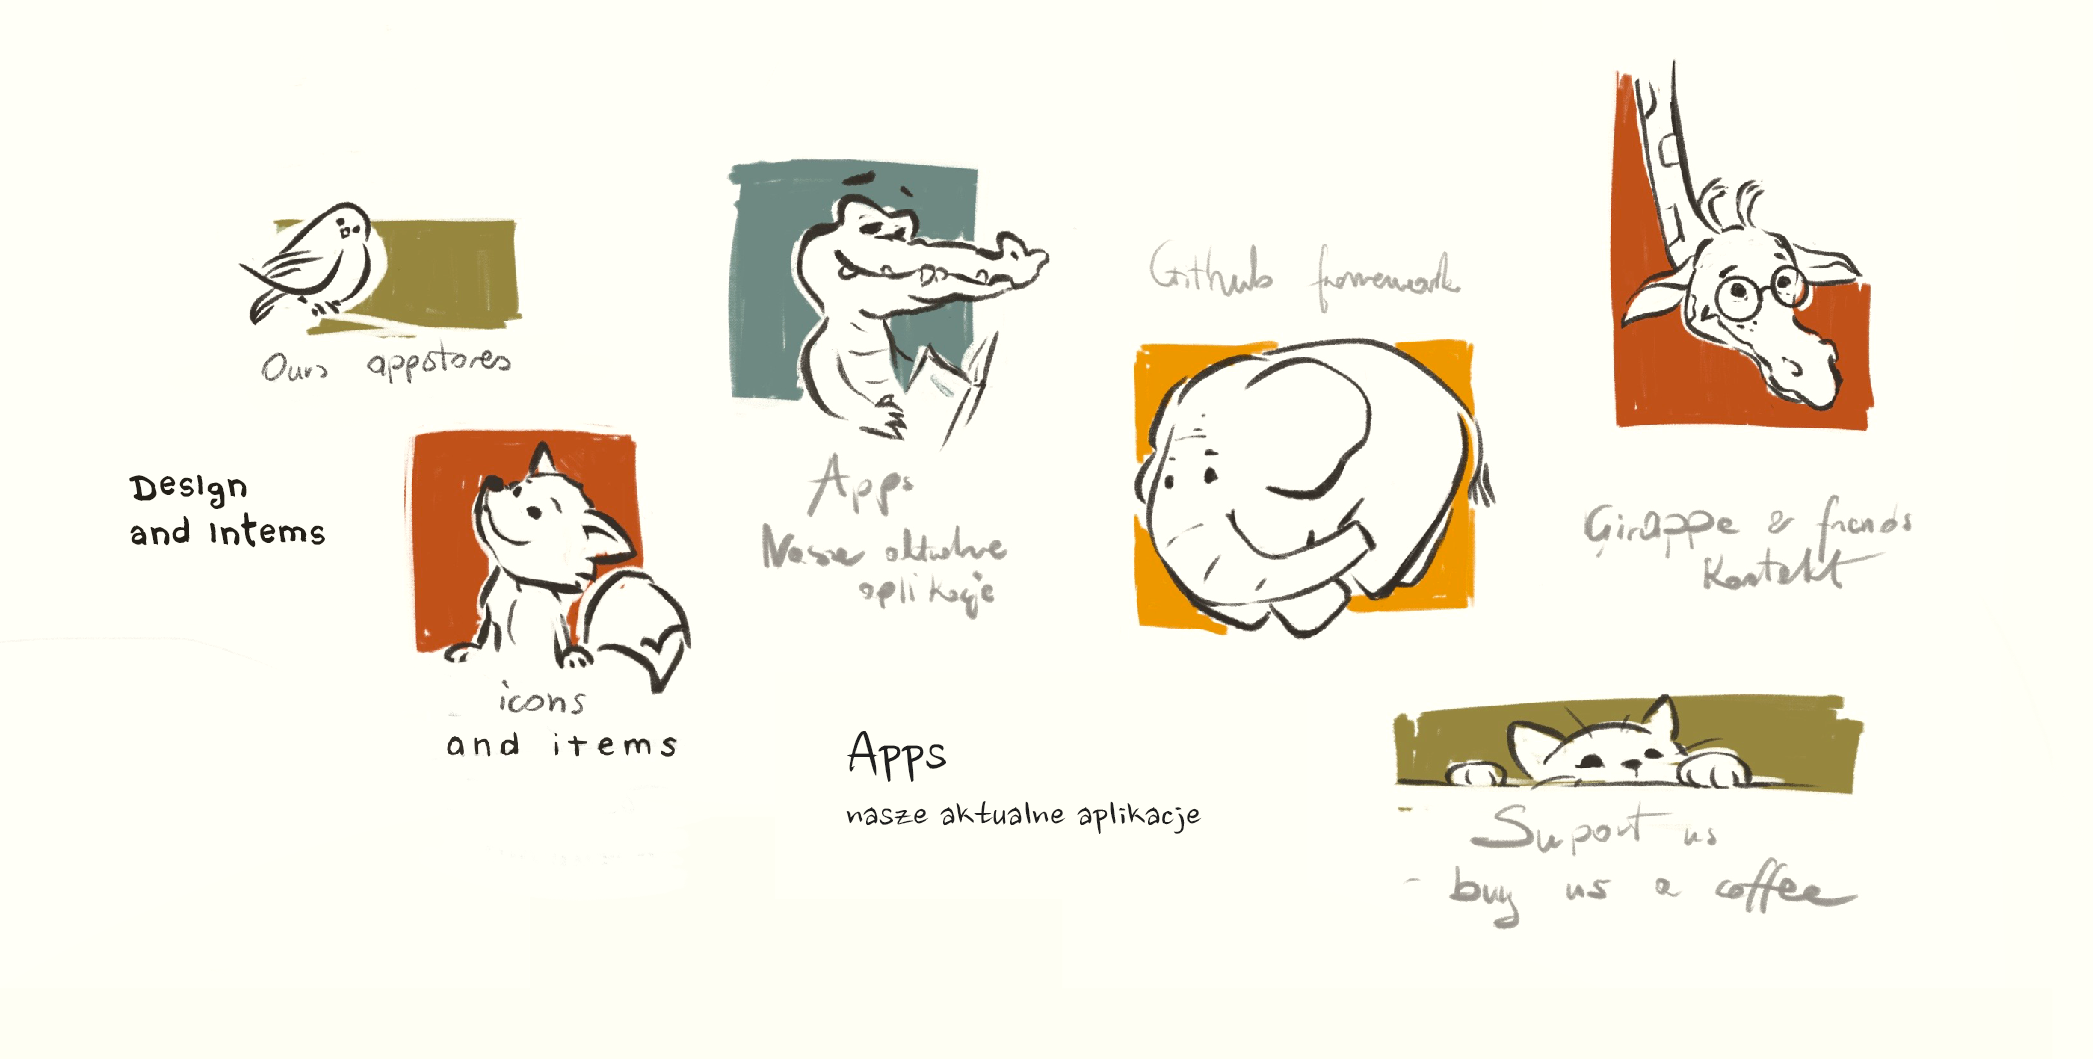 Ours appstores
Design
and Intems
icons
and items
Apps
Nasze aktualne
aplikacje
Apps
nasze aktualne aplikacje
Github framework
Girappe & friends
Kontakt
Suport us
- buy us a coffee